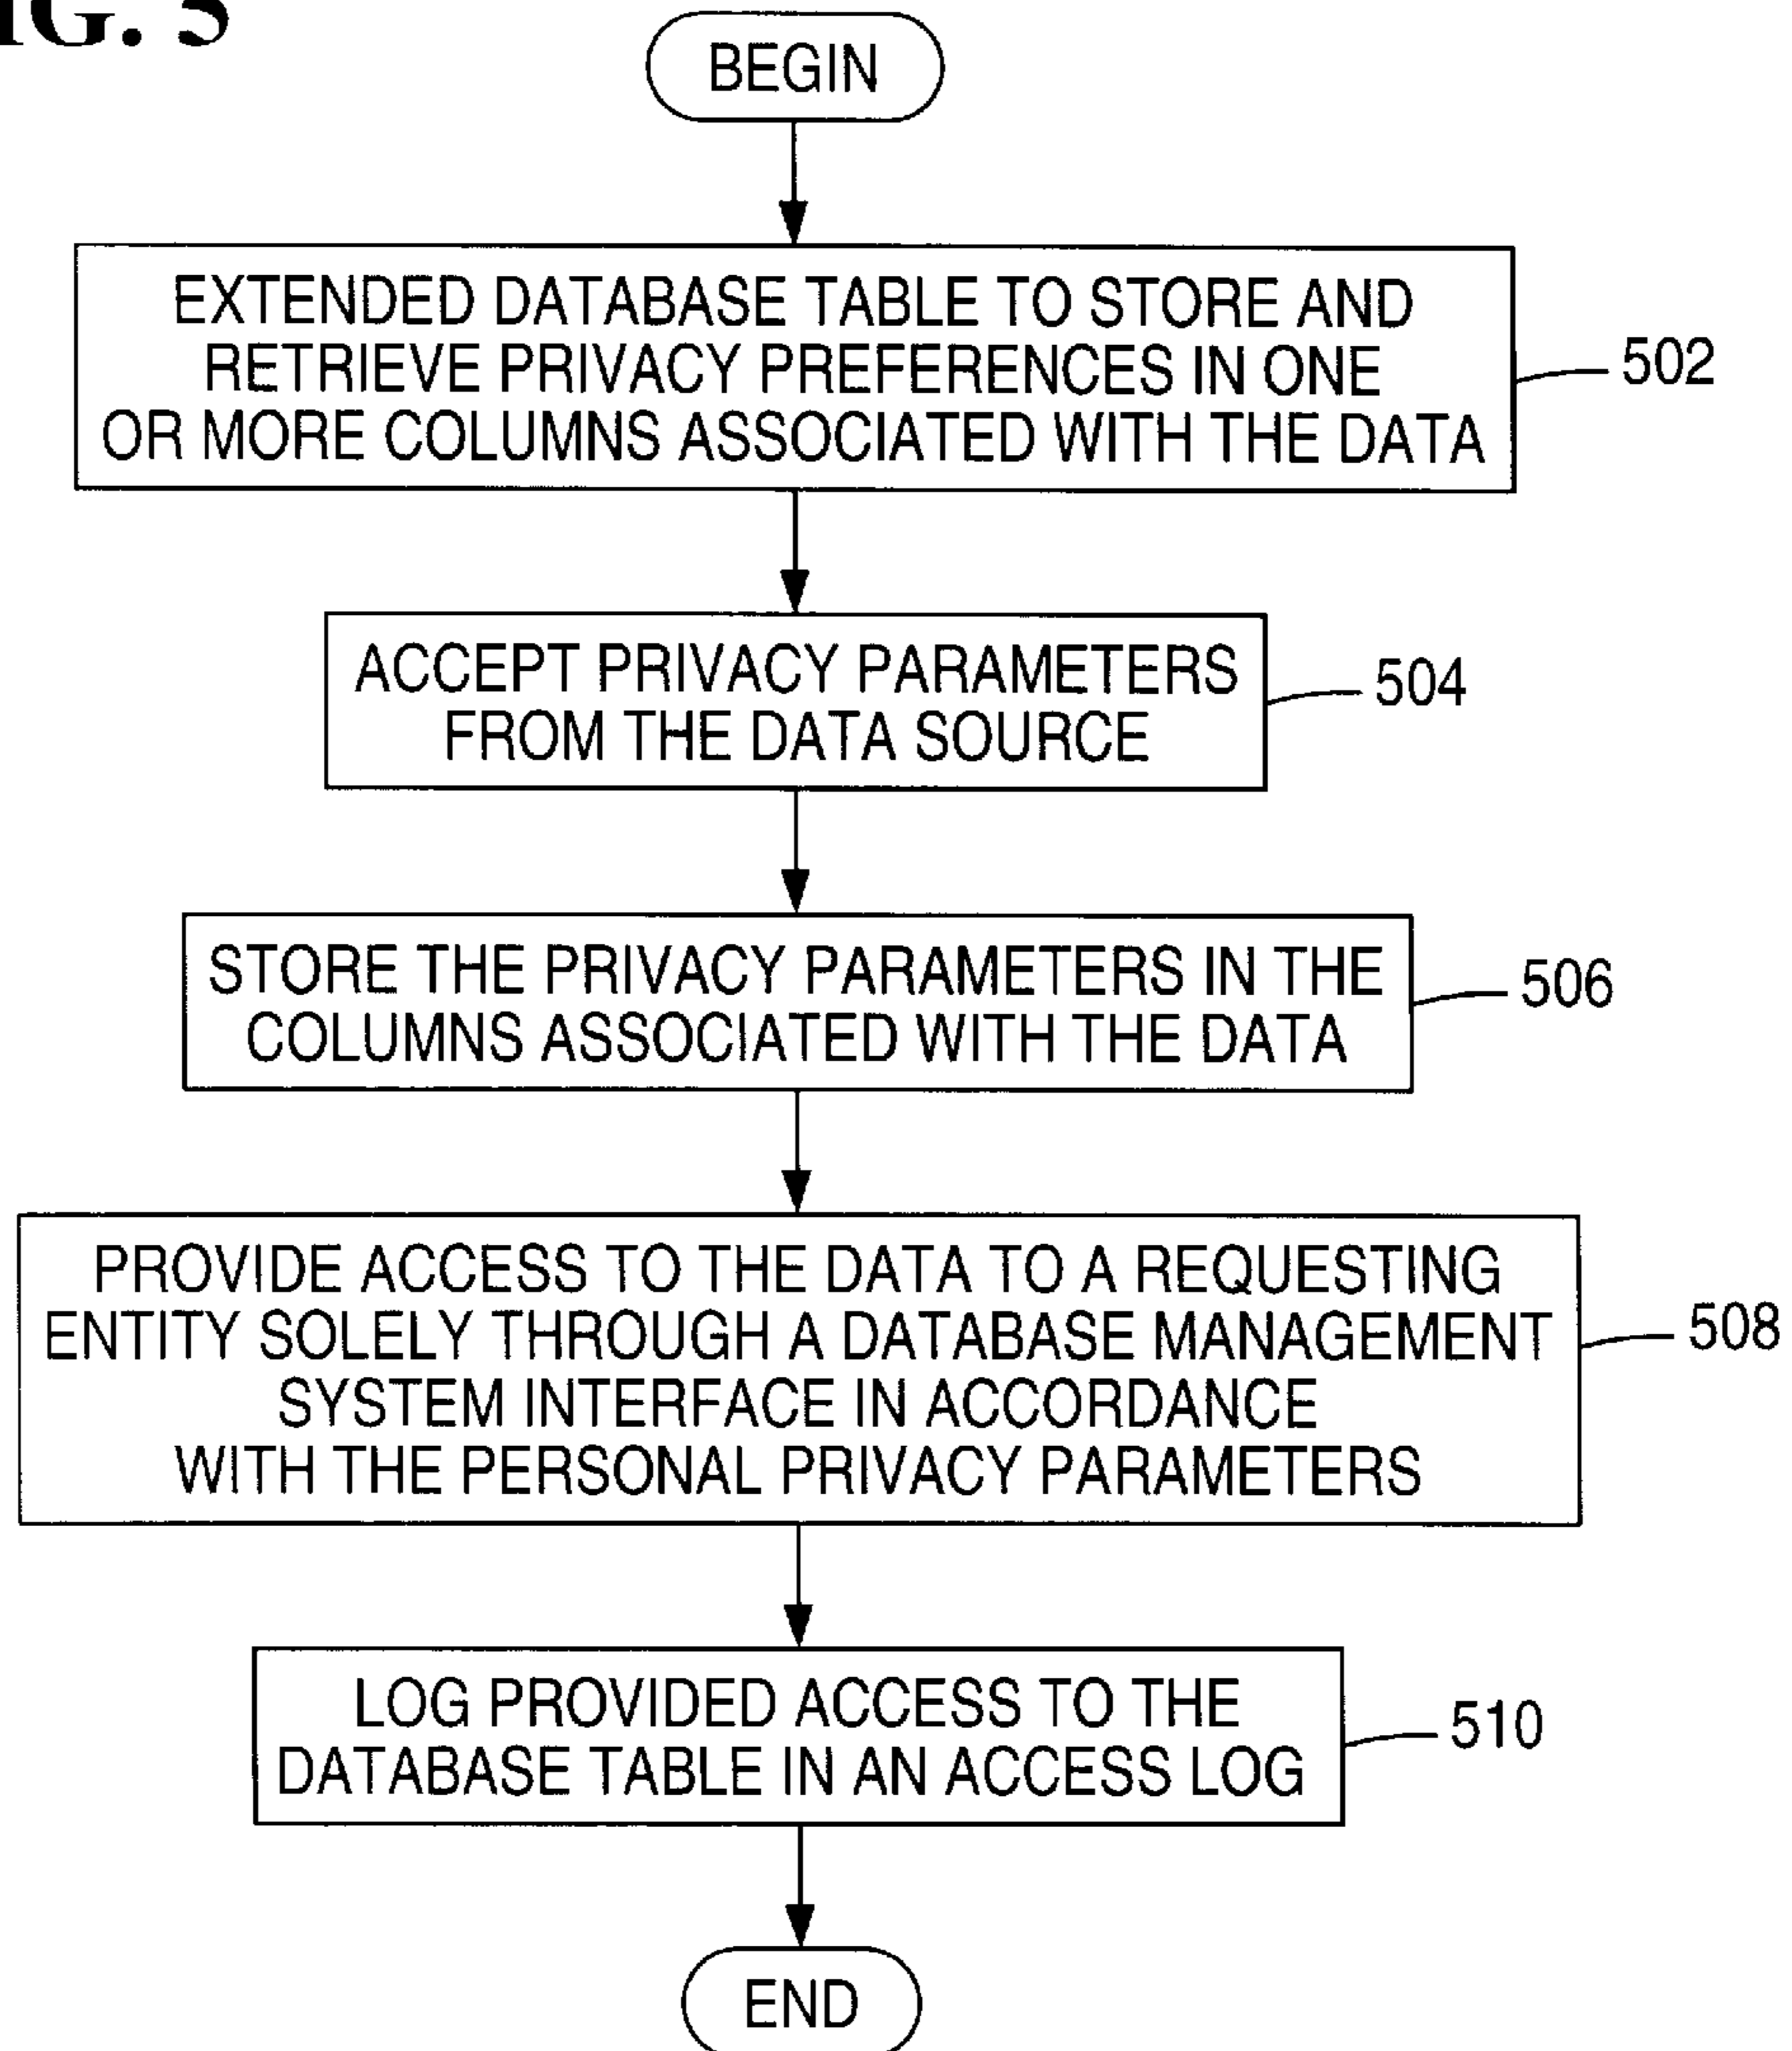 FIG. 5
BEGIN
EXTENDED DATABASE TABLE TO STORE AND
RETRIEVE PRIVACY PREFERENCES IN ONE
OR MORE COLUMNS ASSOCIATED WITH THE DATA
502
ACCEPT PRIVACY PARAMETERS
FROM THE DATA SOURCE
504
STORE THE PRIVACY PARAMETERS IN THE
COLUMNS ASSOCIATED WITH THE DATA
506
PROVIDE ACCESS TO THE DATA TO A REQUESTING
ENTITY SOLELY THROUGH A DATABASE MANAGEMENT
SYSTEM INTERFACE IN ACCORDANCE
WITH THE PERSONAL PRIVACY PARAMETERS
508
LOG PROVIDED ACCESS TO THE
DATABASE TABLE IN AN ACCESS LOG
510
END